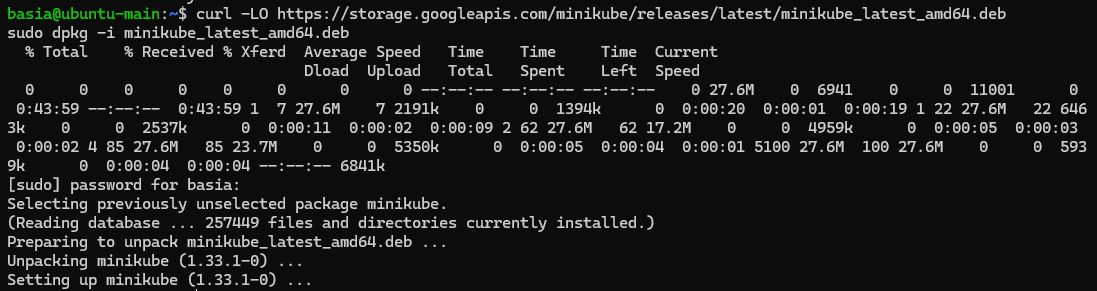 basia@ubuntu-main:~$ curl -LO https://storage.googleapis.com/minikube/releases/latest/minikube_latest_amd64.deb
sudo dpkg -i minikube_latest_amd64.deb
  % Total    % Received % Xferd  Average Speed   Time    Time     Time  Current
                                 Dload  Upload   Total   Spent    Left  Speed
  0     0    0     0    0     0      0      0 --:--:-- --:--:-- --:--:--     0 27.6M    0  6941    0     0  11001      0
 0:43:59 --:--:--  0:43:59 1  7 27.6M    7 2191k    0     0  1394k      0  0:00:20  0:00:01  0:00:19 1 22 27.6M   22 646
3k    0     0  2537k      0  0:00:11  0:00:02  0:00:09 2 62 27.6M   62 17.2M    0     0  4959k      0  0:00:05  0:00:03
 0:00:02 4 85 27.6M   85 23.7M    0     0  5350k      0  0:00:05  0:00:04  0:00:01 5100 27.6M  100 27.6M    0     0  593
9k      0  0:00:04  0:00:04 --:--:-- 6841k
[sudo] password for basia:
Selecting previously unselected package minikube.
(Reading database ... 257449 files and directories currently installed.)
Preparing to unpack minikube_latest_amd64.deb ...
Unpacking minikube (1.33.1-0) ...
Setting up minikube (1.33.1-0) ...